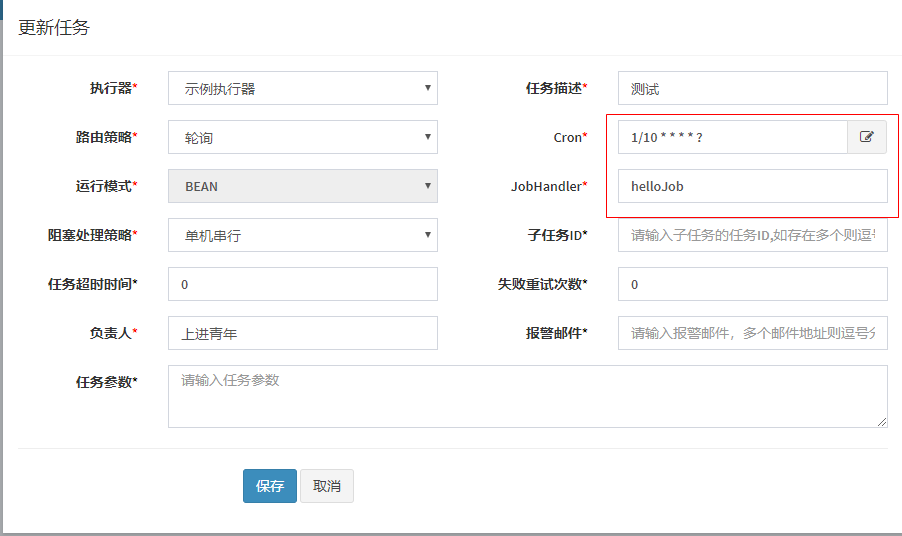 更新任务
执行器* 示例执行器 任务描述* 测试
路由策略* 轮询 Cron* 1/10 * * * * ?
运行模式* BEAN JobHandler* helloJob
阻塞处理策略* 单机串行 子任务ID* 请输入子任务的任务ID,如存在多个则逗
任务超时时间* 0 失败重试次数* 0
负责人* 上进青年 报警邮件* 请输入报警邮件，多个邮件地址则逗号分
任务参数* 请输入任务参数
保存 取消